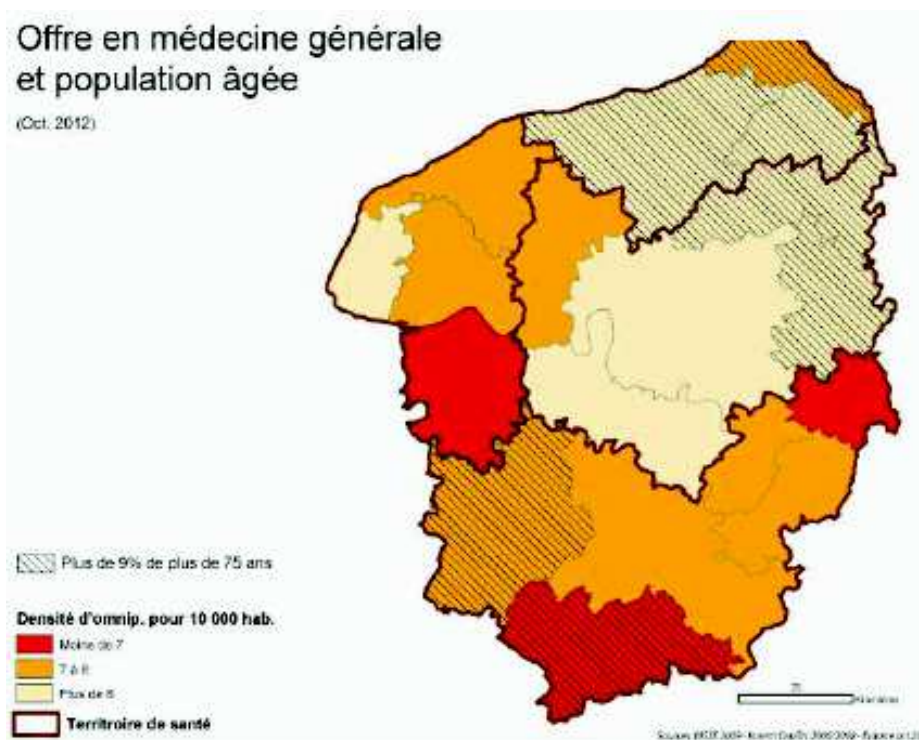 Offre en médecine générale
et population âgée
(Oct. 2012)
Plus de 9% de plus de 75 ans
Densité d'omnip. pour 10 000 hab.
Moins de 7
7 à 8
Plus de 8
Territroire de santé